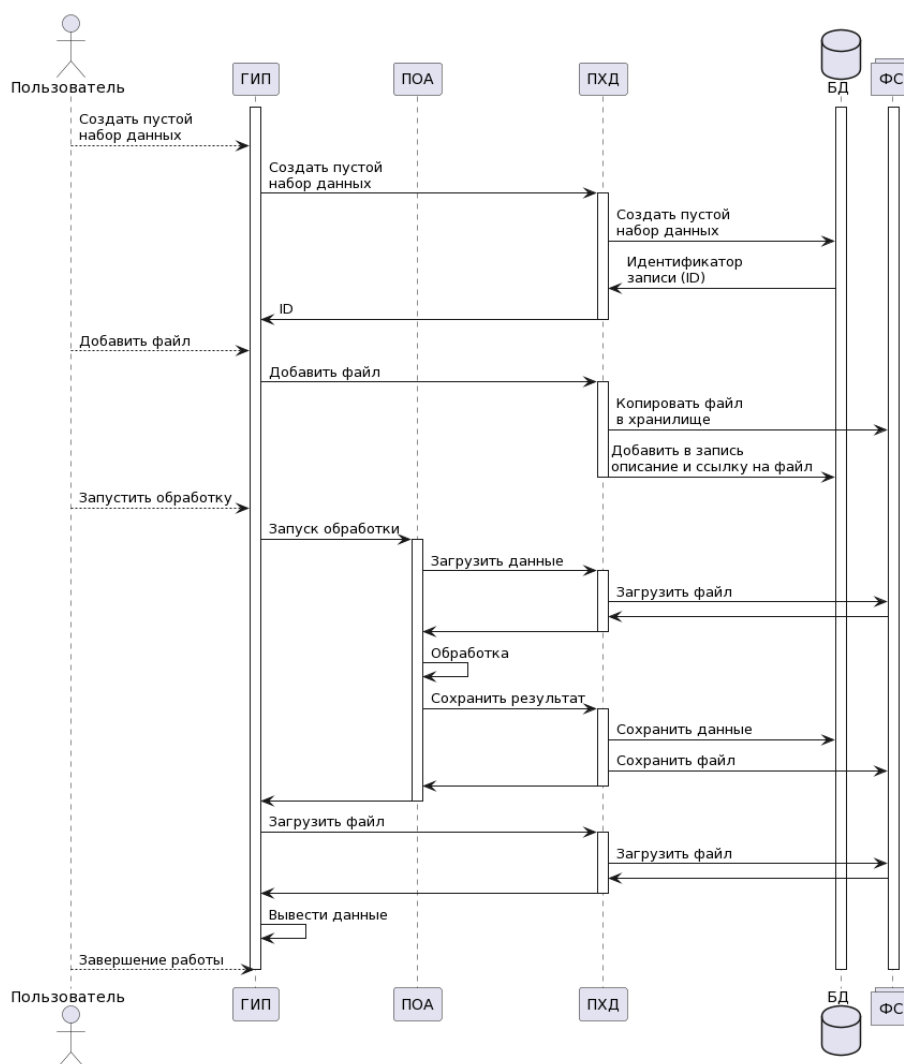 Пользователь
ГИП
ПОА
ПХД
БД
ФС
Создать пустой
набор данных
Создать пустой
набор данных
Создать пустой
набор данных
Идентификатор
записи (ID)
ID
Добавить файл
Добавить файл
Копировать файл
в хранилище
Добавить в запись
описание и ссылку на файл
Запустить обработку
Запуск обработки
Загрузить данные
Загрузить файл
Обработка
Сохранить результат
Сохранить данные
Сохранить файл
Загрузить файл
Загрузить файл
Вывести данные
Завершение работы
Пользователь
ГИП
ПОА
ПХД
БД
ФС